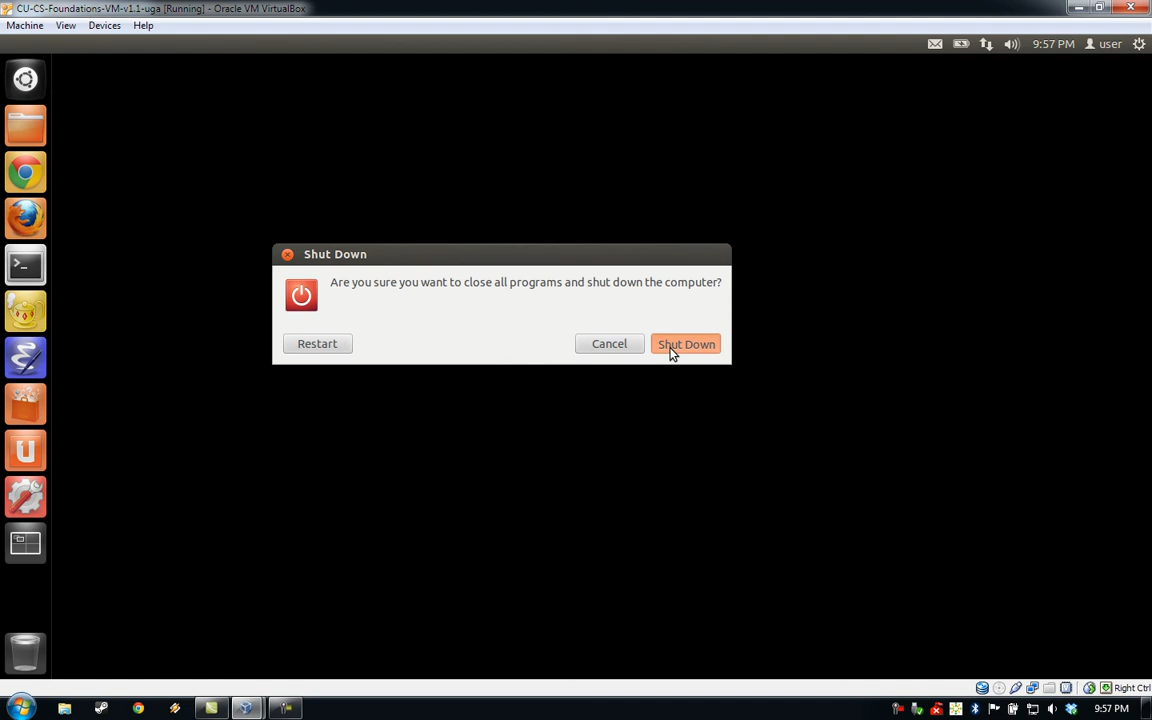 CU-CS-Foundations-VM-v1.1-uga [Running] - Oracle VM VirtualBox
Machine View Devices Help
9:57 PM user
Shut Down
Are you sure you want to close all programs and shut down the computer?
Restart Cancel Shut Down
Right Ctrl
9:57 PM